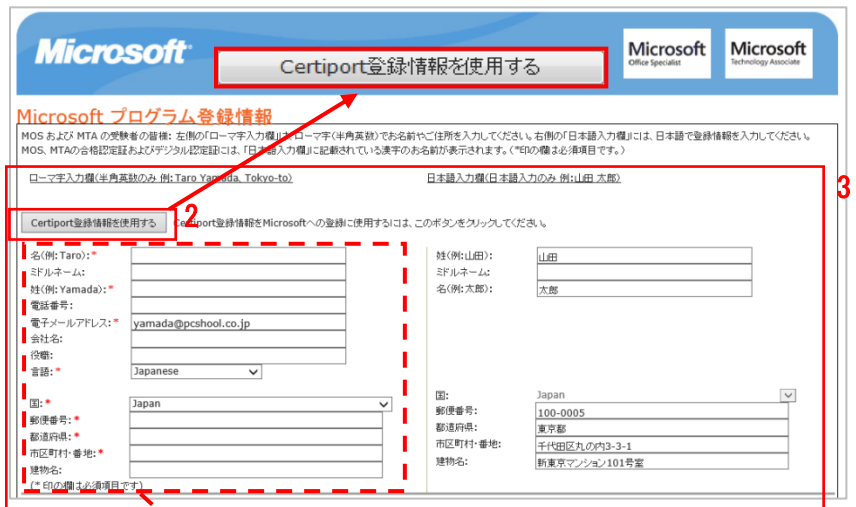 Microsoft
Certiport登録情報を使用する
Microsoft
Office Specialist
Microsoft
Technology Associate
Microsoft プログラム登録情報
MOS および MTA の受験者の皆様: 左側の「ローマ字入力欄」は、ローマ字(半角英数)でお名前やご住所を入力してください。右側の「日本語入力欄」には、日本語で登録情報を入力してください。
MOS、MTAの合格認定証およびデジタル認定証には、「日本語入力欄」に記載されている漢字のお名前が表示されます。(*印の欄は必須項目です。)
3
ローマ字入力欄(半角英数のみ 例: Taro Yamada, Tokyo-to)
日本語入力欄(日本語入力のみ 例:山田 太郎)
Certiport登録情報を使用する
2
Certiport登録情報をMicrosoftへの登録に使用するには、このボタンをクリックしてください。
名(例: Taro): *
姓(例:山田):
山田
ミドルネーム:
ミドルネーム:
姓(例: Yamada): *
名(例:太郎):
太郎
電話番号:
電子メールアドレス: *
yamada@pcshool.co.jp
会社名:
役職:
言語: *
Japanese
国: *
Japan
国:
Japan
郵便番号: *
郵便番号:
100-0005
都道府県: *
都道府県:
東京都
市区町村・番地: *
市区町村・番地:
千代田区丸の内3-3-1
建物名:
建物名:
新東京マンション101号室
(* 印の欄は必須項目です)